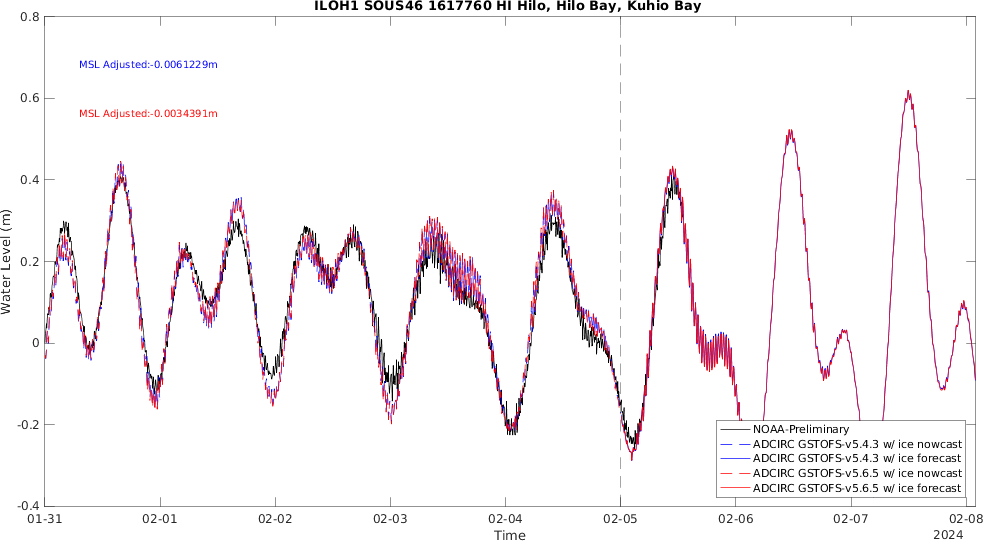 ILOH1 SOUS46 1617760 HI Hilo, Hilo Bay, Kuhio Bay
0.8
MSL Adjusted:-0.0061229m
0.6
MSL Adjusted:-0.0034391m
0.4
Water Level (m)
0.2
0
-0.2
NOAA-Preliminary
ADCIRC GSTOFS-v5.4.3 w/ ice nowcast
ADCIRC GSTOFS-v5.4.3 w/ ice forecast
ADCIRC GSTOFS-v5.6.5 w/ ice nowcast
ADCIRC GSTOFS-v5.6.5 w/ ice forecast
-0.4
01-31 02-01 02-02 02-03 02-04 02-05 02-06 02-07 02-08
Time 2024